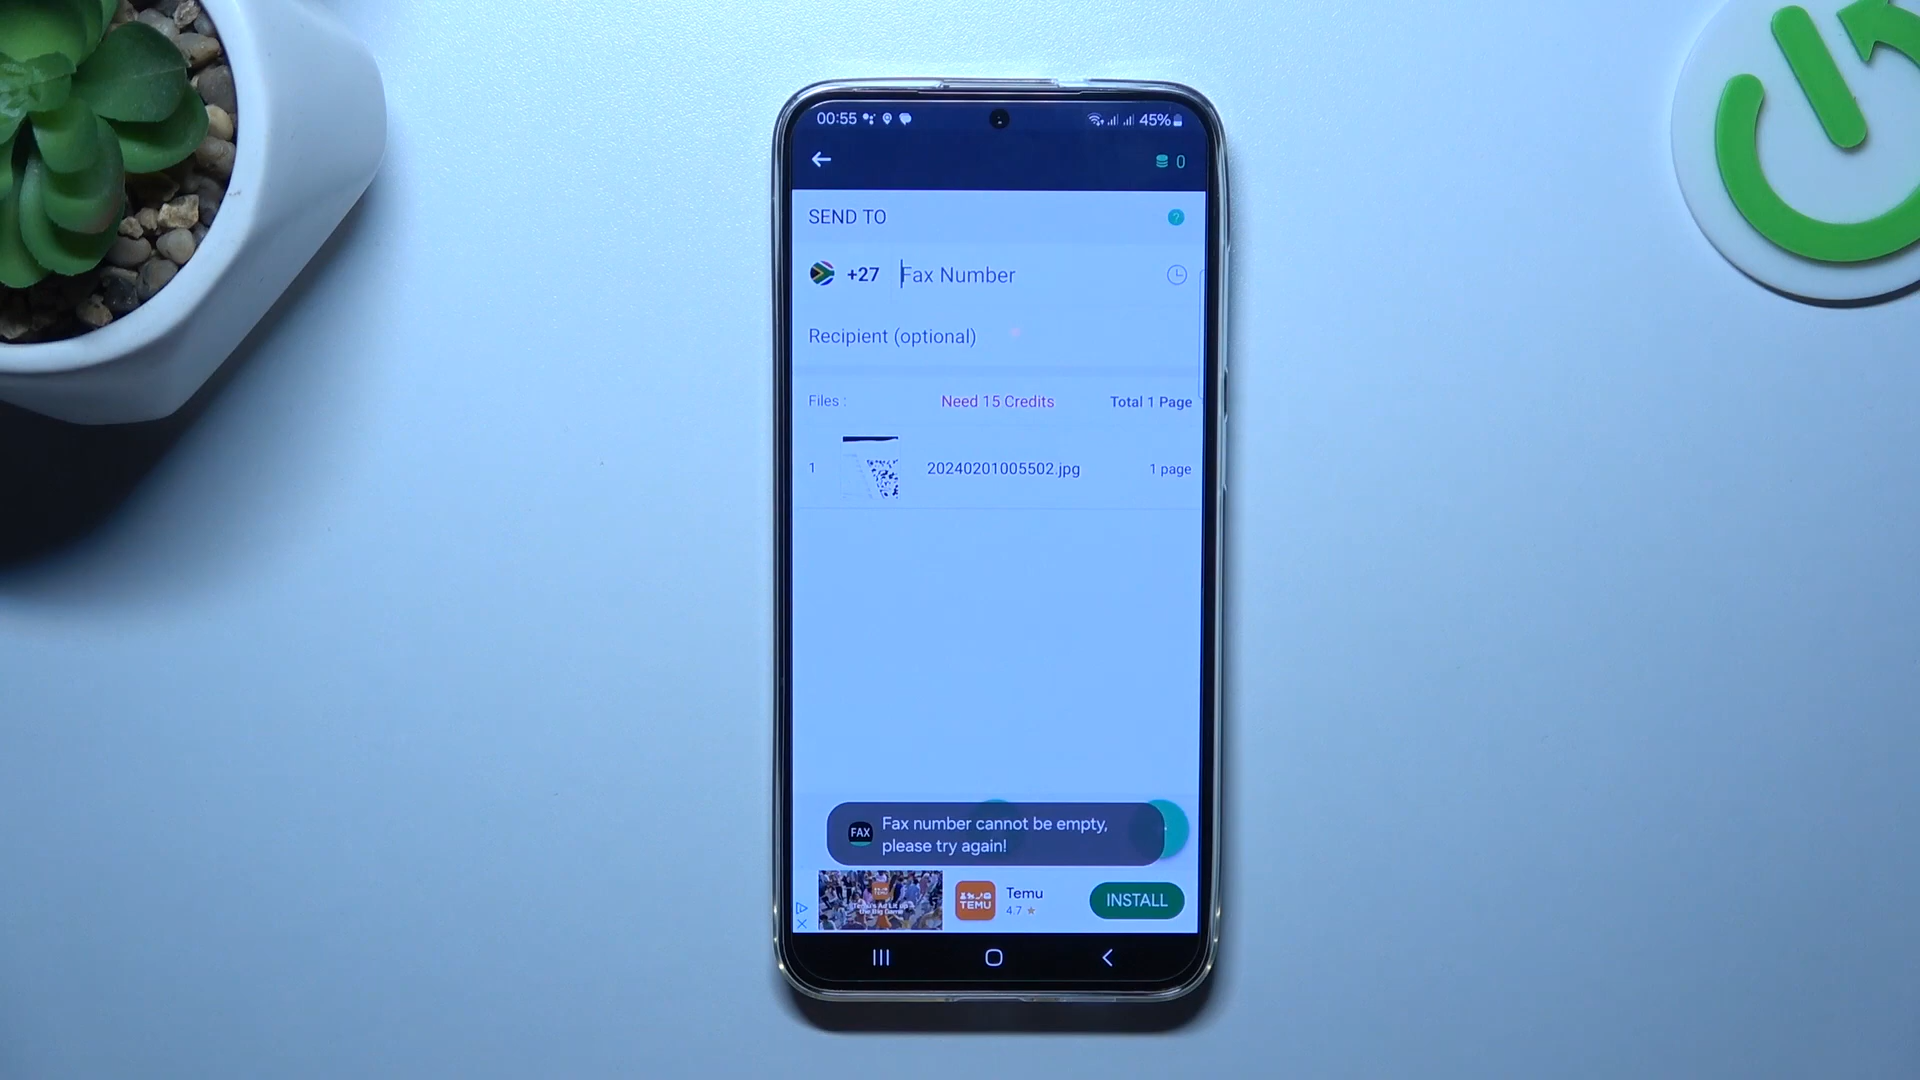 00:55
45%
0
SEND TO
?
+27 Fax Number
Recipient (optional)
Files :
Need 15 Credits
Total 1 Page
1
20240201005502.jpg
1 page
FAX
Fax number cannot be empty,
please try again!
TEMU
Temu
4.7 ★
INSTALL